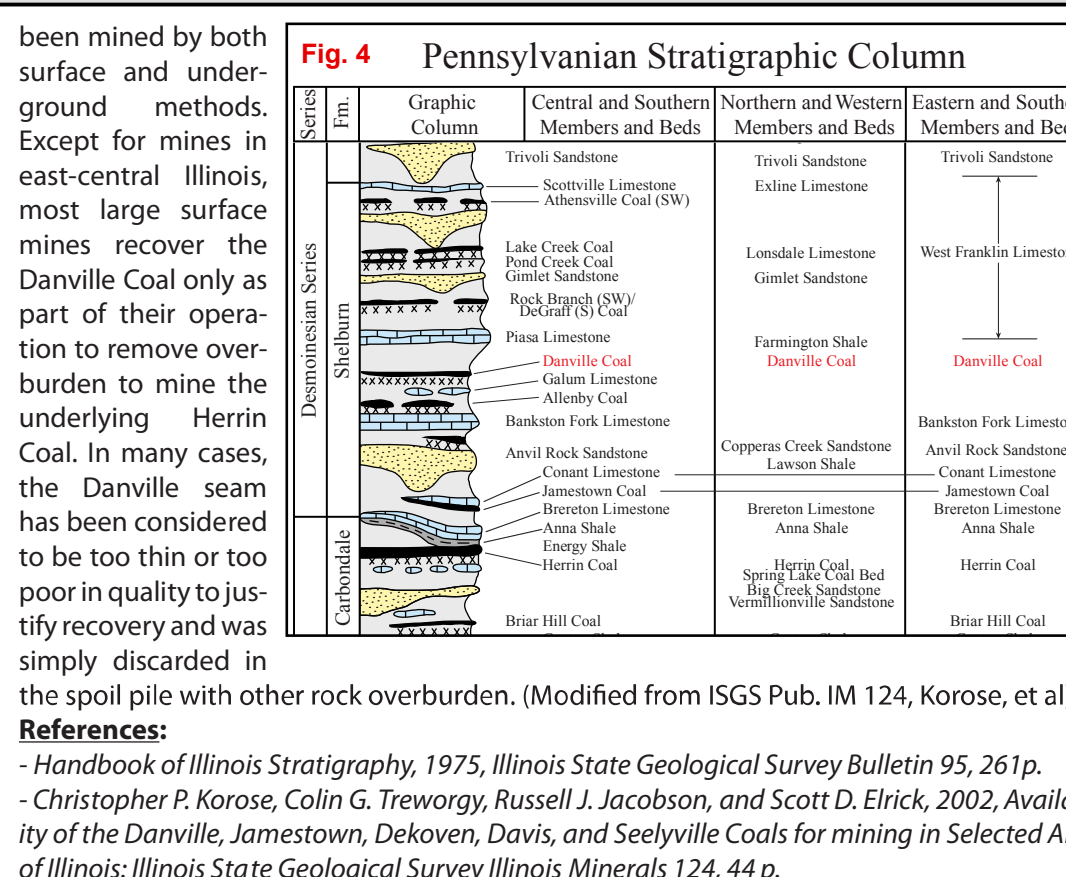 been mined by both
surface and under-
ground methods.
Except for mines in
east-central Illinois,
most large surface
mines recover the
Danville Coal only as
part of their opera-
tion to remove over-
burden to mine the
underlying Herrin
Coal. In many cases,
the Danville seam
has been considered
to be too thin or too
poor in quality to jus-
tify recovery and was
simply discarded in
the spoil pile with other rock overburden. (Modified from ISGS Pub. IM 124, Korose, et al
References:
- Handbook of Illinois Stratigraphy, 1975, Illinois State Geological Survey Bulletin 95, 261p.
- Christopher P. Korose, Colin G. Treworgy, Russell J. Jacobson, and Scott D. Elrick, 2002,
ity of the Danville, Jamestown, Dekoven, Davis, and Seelyville Coals for mining in Selected
of Illinois: Illinois State Geological Survey Illinois Minerals 124, 44 p.
Fig. 4
Pennsylvanian Stratigraphic Column
Series
Fm.
Graphic
Column
Central and Southern
Members and Beds
Northern and Western
Members and Beds
Eastern and
Members and
Desmoinesian Series
Shelburn
Carbondale
Trivoli Sandstone
Scottville Limestone
Athensville Coal (SW)
Lake Creek Coal
Pond Creek Coal
Gimlet Sandstone
Rock Branch (SW)/
DeGraff (S) Coal
Piasa Limestone
Danville Coal
Galum Limestone
Allenby Coal
Bankston Fork Limestone
Anvil Rock Sandstone
Conant Limestone
Jamestown Coal
Brereton Limestone
Anna Shale
Energy Shale
Herrin Coal
Briar Hill Coal
Trivoli Sandstone
Exline Limestone
Lonsdale Limestone
Gimlet Sandstone
Farmington Shale
Danville Coal
Copperas Creek Sandstone
Lawson Shale
Brereton Limestone
Anna Shale
Herrin Coal
Spring Lake Coal Bed
Big Creek Sandstone
Vermillionville Sandstone
Trivoli Sandstone
West Franklin
Danville Coal
Bankston Fork
Anvil Rock Sandstone
Conant Limestone
Jamestown Coal
Brereton Limestone
Anna Shale
Herrin Coal
Briar Hill Coal